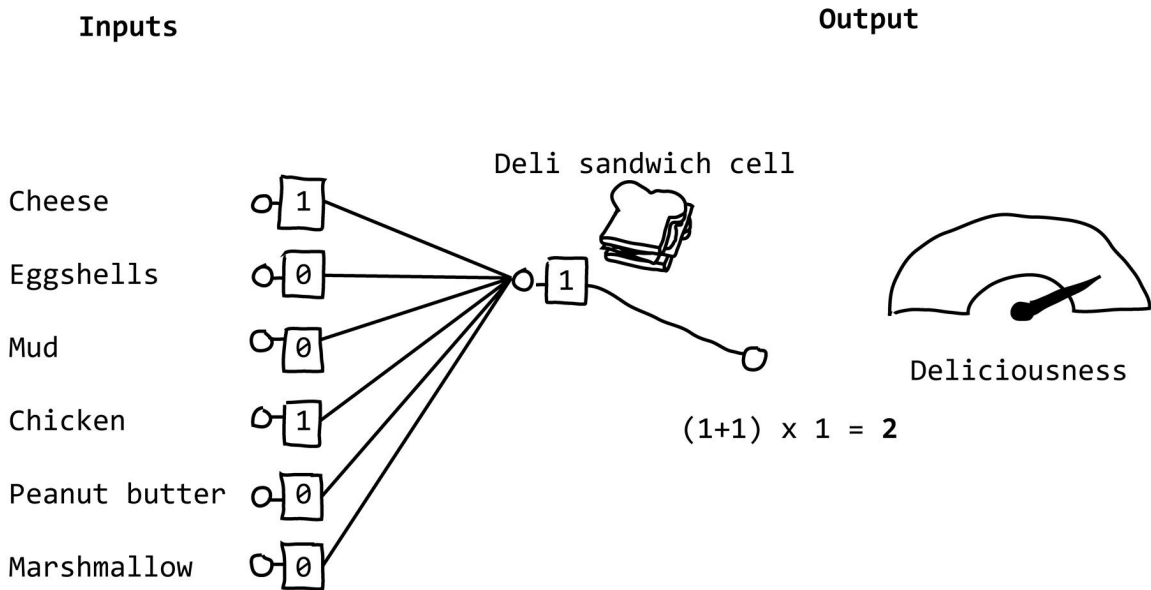 Inputs
Output
Deli sandwich cell
Cheese 1
Eggshells 0
1
Mud 0
Deliciousness
Chicken 1
(1+1) x 1 = 2
Peanut butter 0
Marshmallow 0